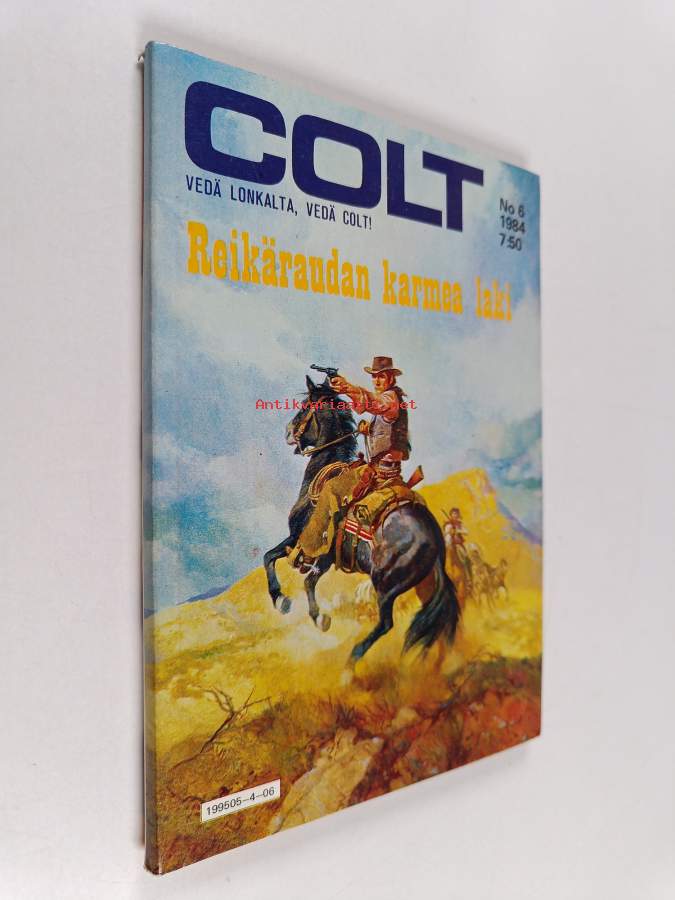 COLT
VEDÄ LONKALTA, VEDÄ COLT!
No 6
1984
7:50
Reikäraudan karmea laki
Antikvariaatti.net
199505-4-06